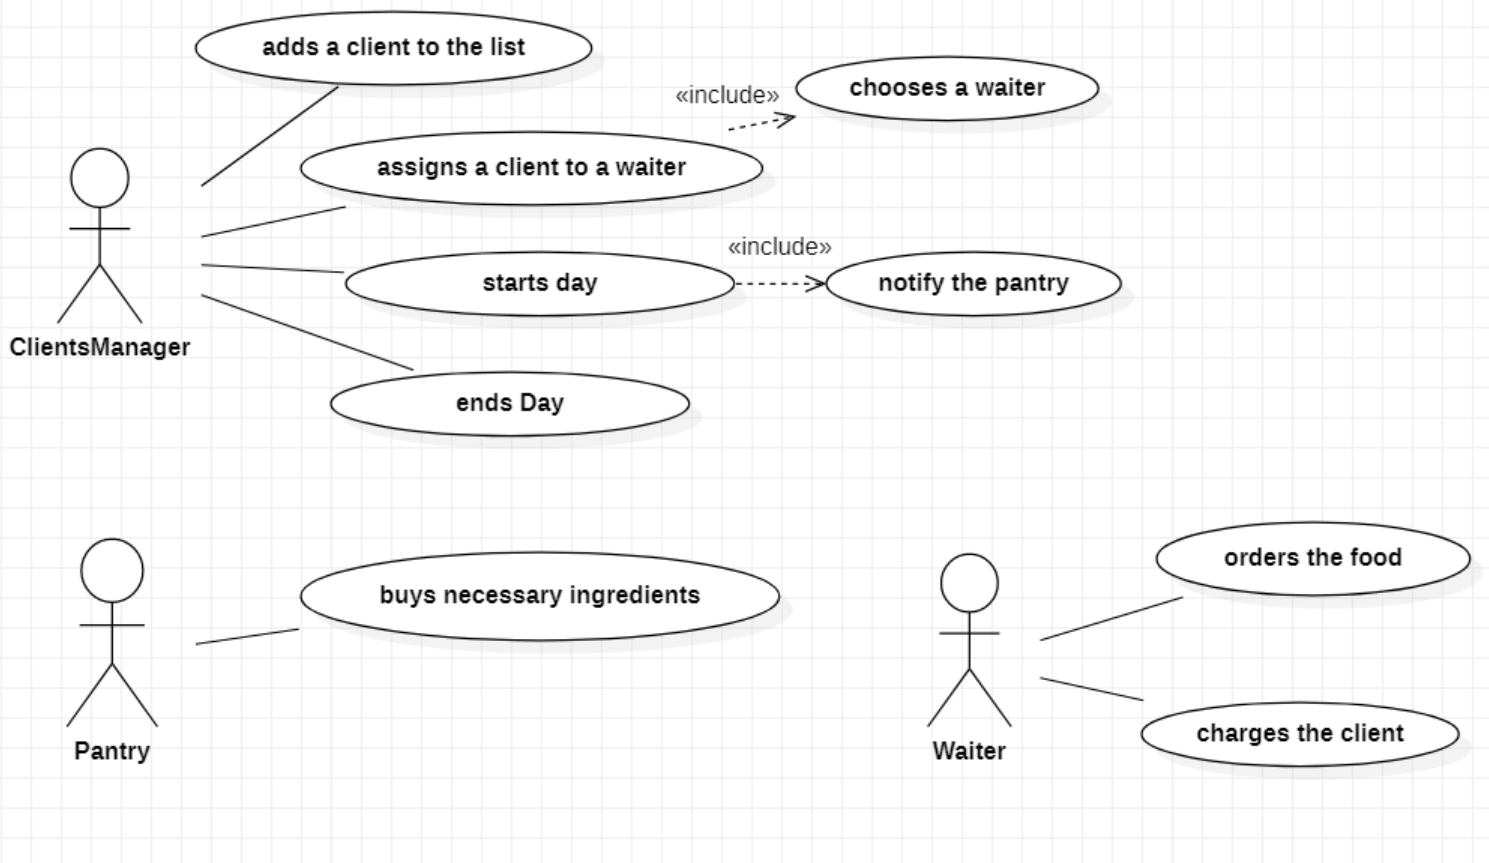 adds a client to the list
«include»
chooses a waiter
assigns a client to a waiter
«include»
starts day
notify the pantry
ClientsManager
ends Day
orders the food
buys necessary ingredients
charges the client
Pantry
Waiter